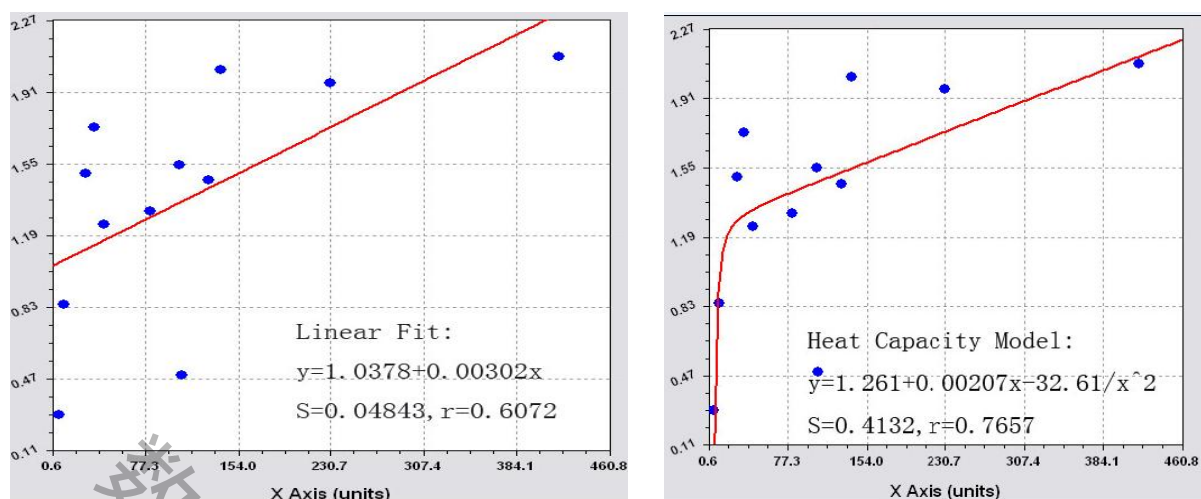 2.27
1.91
1.55
1.19
0.83
0.47
0.11
0.6 77.3 154.0 230.7 307.4 384.1 460.8
X Axis (units)
Linear Fit:
y=1.0378+0.00302x
S=0.04843,r=0.6072
数
2.27
1.91
1.55
1.19
0.83
0.47
0.11
0.6 77.3 154.0 230.7 307.4 384.1 460.8
X Axis (units)
Heat Capacity Model:
y=1.261+0.00207x-32.61/x^2
S=0.4132,r=0.7657